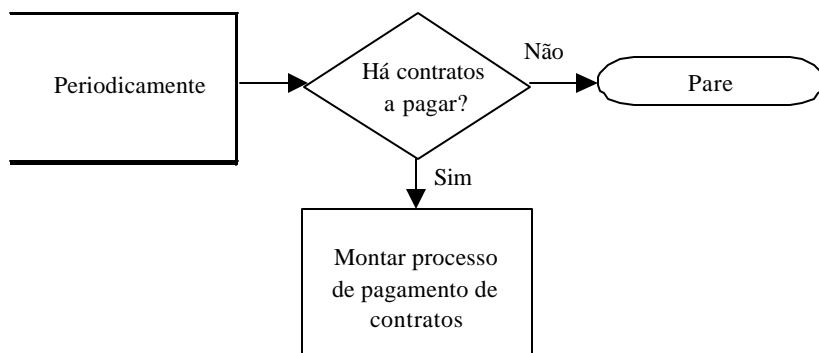 Periodicamente
Há contratos
a pagar?
Não
Pare
Sim
Montar processo
de pagamento de
contratos